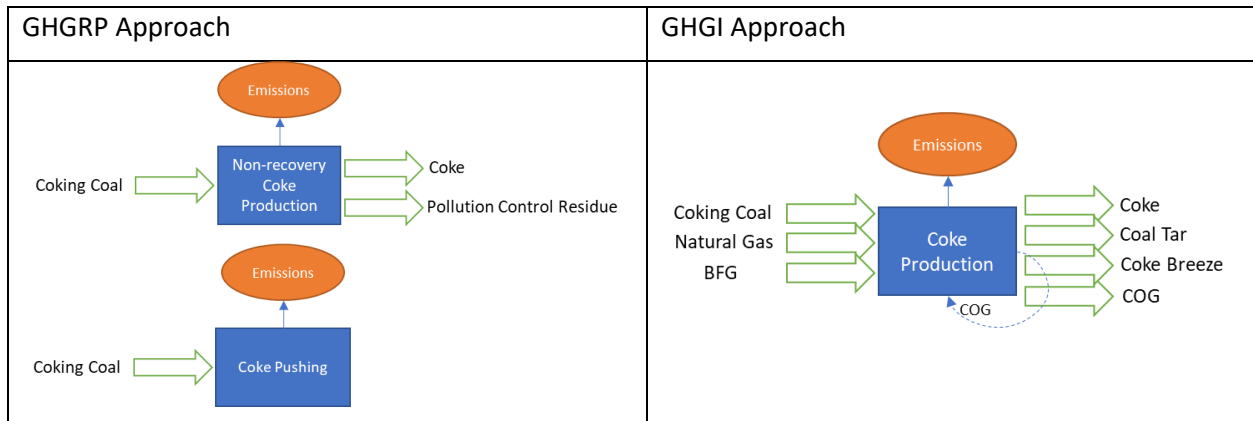 GHGRP Approach
GHGI Approach
Emissions
Coking Coal
Non-recovery
Coke
Production
Coke
Pollution Control Residue
Emissions
Coking Coal
Coke Pushing
Emissions
Coking Coal
Natural Gas
BFG
Coke
Production
COG
Coke
Coal Tar
Coke Breeze
COG